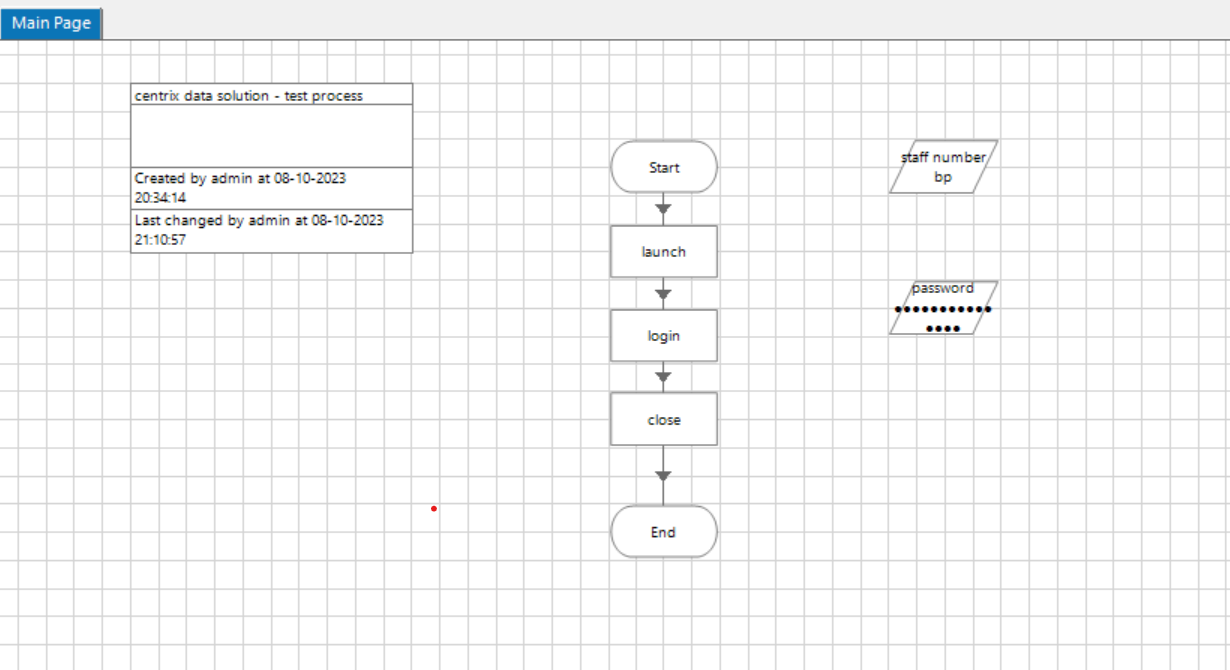 Main Page
centrix data solution - test process
Created by admin at 08-10-2023
20:34:14
Last changed by admin at 08-10-2023
21:10:57
Start
launch
login
close
End
staff number
bp
password
●●●●●●●●●●●
●●●●